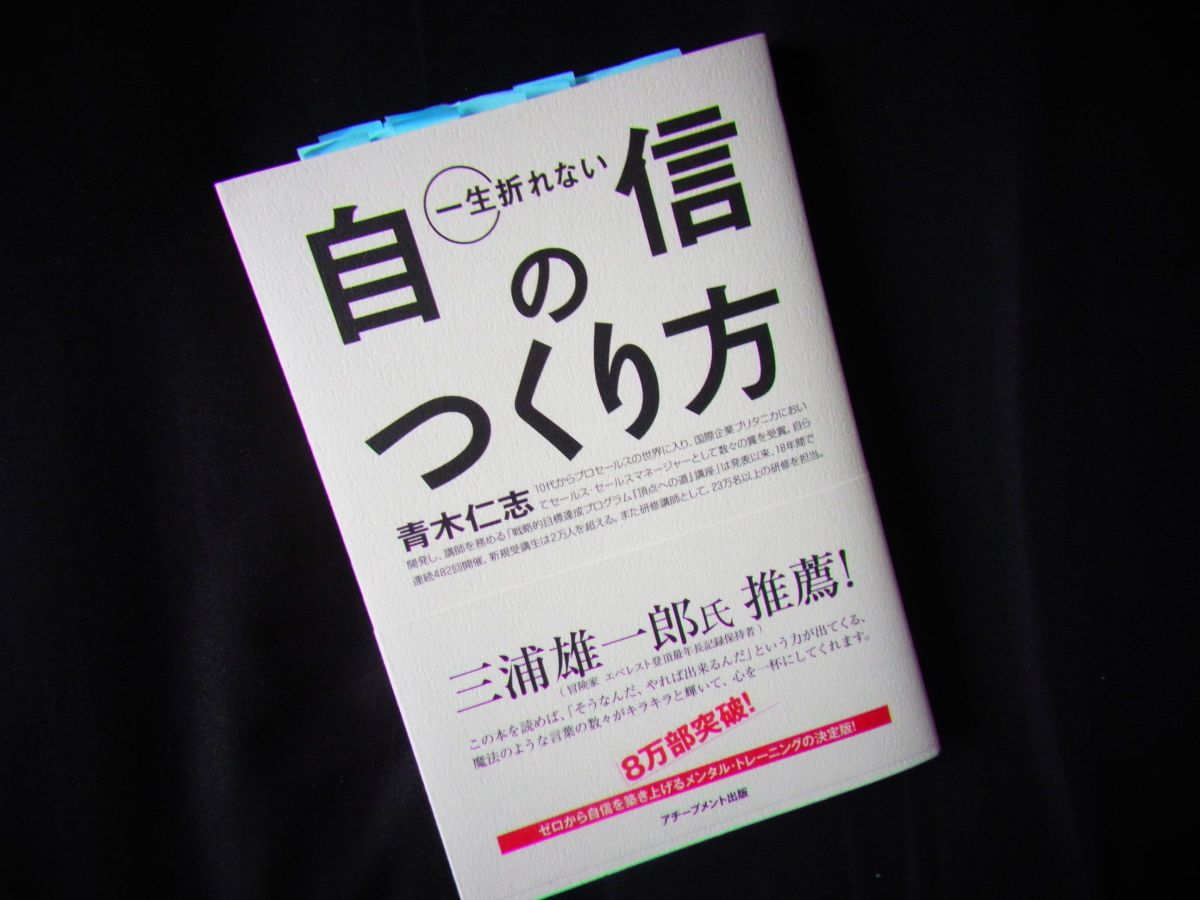 一生折れない
自信
の
つくり方
青木仁志
10代からプロセールスの世界に入り、国際企業ブリタニカにおい
てセールス・セールスマネージャーとして数々の賞を受賞。自ら
開発し、講師を務める「戦略的目標達成プログラム『頂点への道』講座」は発表以来、18年間で
連続482回開催、新規受講生は2万人を超える。また研修講師として、23万名以上の研修を担当。
三浦雄一郎氏 推薦!
(冒険家 エベレスト登頂最年長記録保持者)
この本を読めば、「そうなんだ、やれば出来るんだ」という力が出てくる、
魔法のような言葉の数々がキラキラと輝いて、心を一杯にしてくれます。
8万部突破!
ゼロから自信を築き上げるメンタル・トレーニングの決定版!
アチーブメント出版